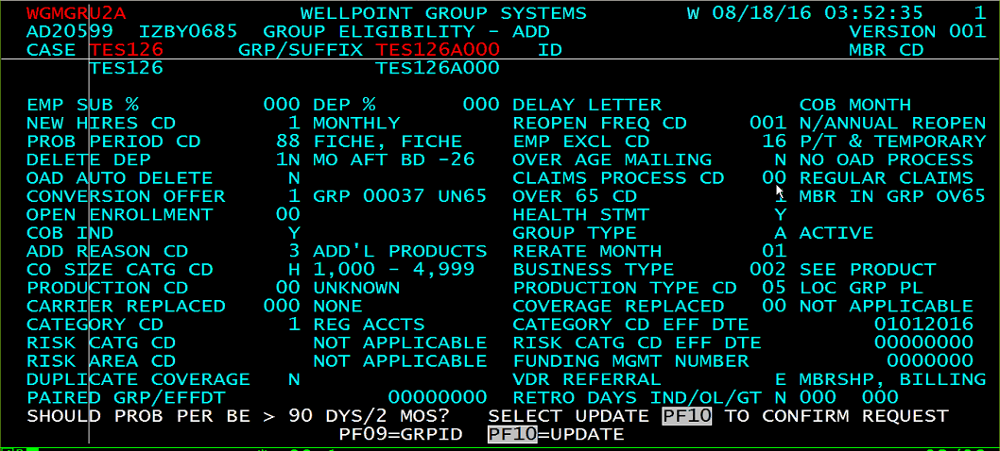 WGMGRU2A WELLPOINT GROUP SYSTEMS W 08/18/16 03:52:35 1
AD20599 IZBY0685 GROUP ELIGIBILITY - ADD VERSION 001
CASE TES126 GRP/SUFFIX TES126A000 ID MBR CD
TES126 TES126A000
EMP SUB % 000 DEP % 000 DELAY LETTER COB MONTH
NEW HIRES CD 1 MONTHLY REOPEN FREQ CD 001 N/ANNUAL REOPEN
PROB PERIOD CD 88 FICHE, FICHE EMP EXCL CD 16 P/T & TEMPORARY
DELETE DEP 1N MO AFT BD -26 OVER AGE MAILING N NO OAD PROCESS
OAD AUTO DELETE N CLAIMS PROCESS CD 00 REGULAR CLAIMS
CONVERSION OFFER 1 GRP 00037 UN65 OVER 65 CD 1 MBR IN GRP OV65
OPEN ENROLLMENT 00 HEALTH STMT Y
COB IND Y GROUP TYPE A ACTIVE
ADD REASON CD 3 ADD'L PRODUCTS RERATE MONTH 01
CO SIZE CATG CD H 1,000 - 4,999 BUSINESS TYPE 002 SEE PRODUCT
PRODUCTION CD 00 UNKNOWN PRODUCTION TYPE CD 05 LOC GRP PL
CARRIER REPLACED 000 NONE COVERAGE REPLACED 00 NOT APPLICABLE
CATEGORY CD 1 REG ACCTS CATEGORY CD EFF DTE 01012016
RISK CATG CD NOT APPLICABLE RISK CATG CD EFF DTE 00000000
RISK AREA CD NOT APPLICABLE FUNDING MGMT NUMBER 0000000
DUPLICATE COVERAGE N VDR REFERRAL E MBRSHP, BILLING
PAIRED GRP/EFFDT 00000000 RETRO DAYS IND/OL/GT N 000 000
SHOULD PROB PER BE > 90 DYS/2 MOS? SELECT UPDATE PF10 TO CONFIRM REQUEST
PF09=GRPID PF10=UPDATE